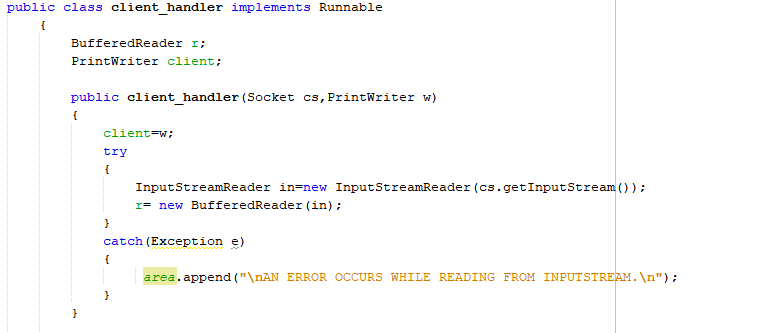 public class client_handler implements Runnable
{
BufferedReader r;
PrintWriter client;
public client_handler(Socket cs,PrintWriter w)
{
client=w;
try
{
InputStreamReader in=new InputStreamReader(cs.getInputStream());
r= new BufferedReader(in);
}
catch(Exception e)
{
area.append("\nAN ERROR OCCURS WHILE READING FROM INPUTSTREAM.\n");
}
}